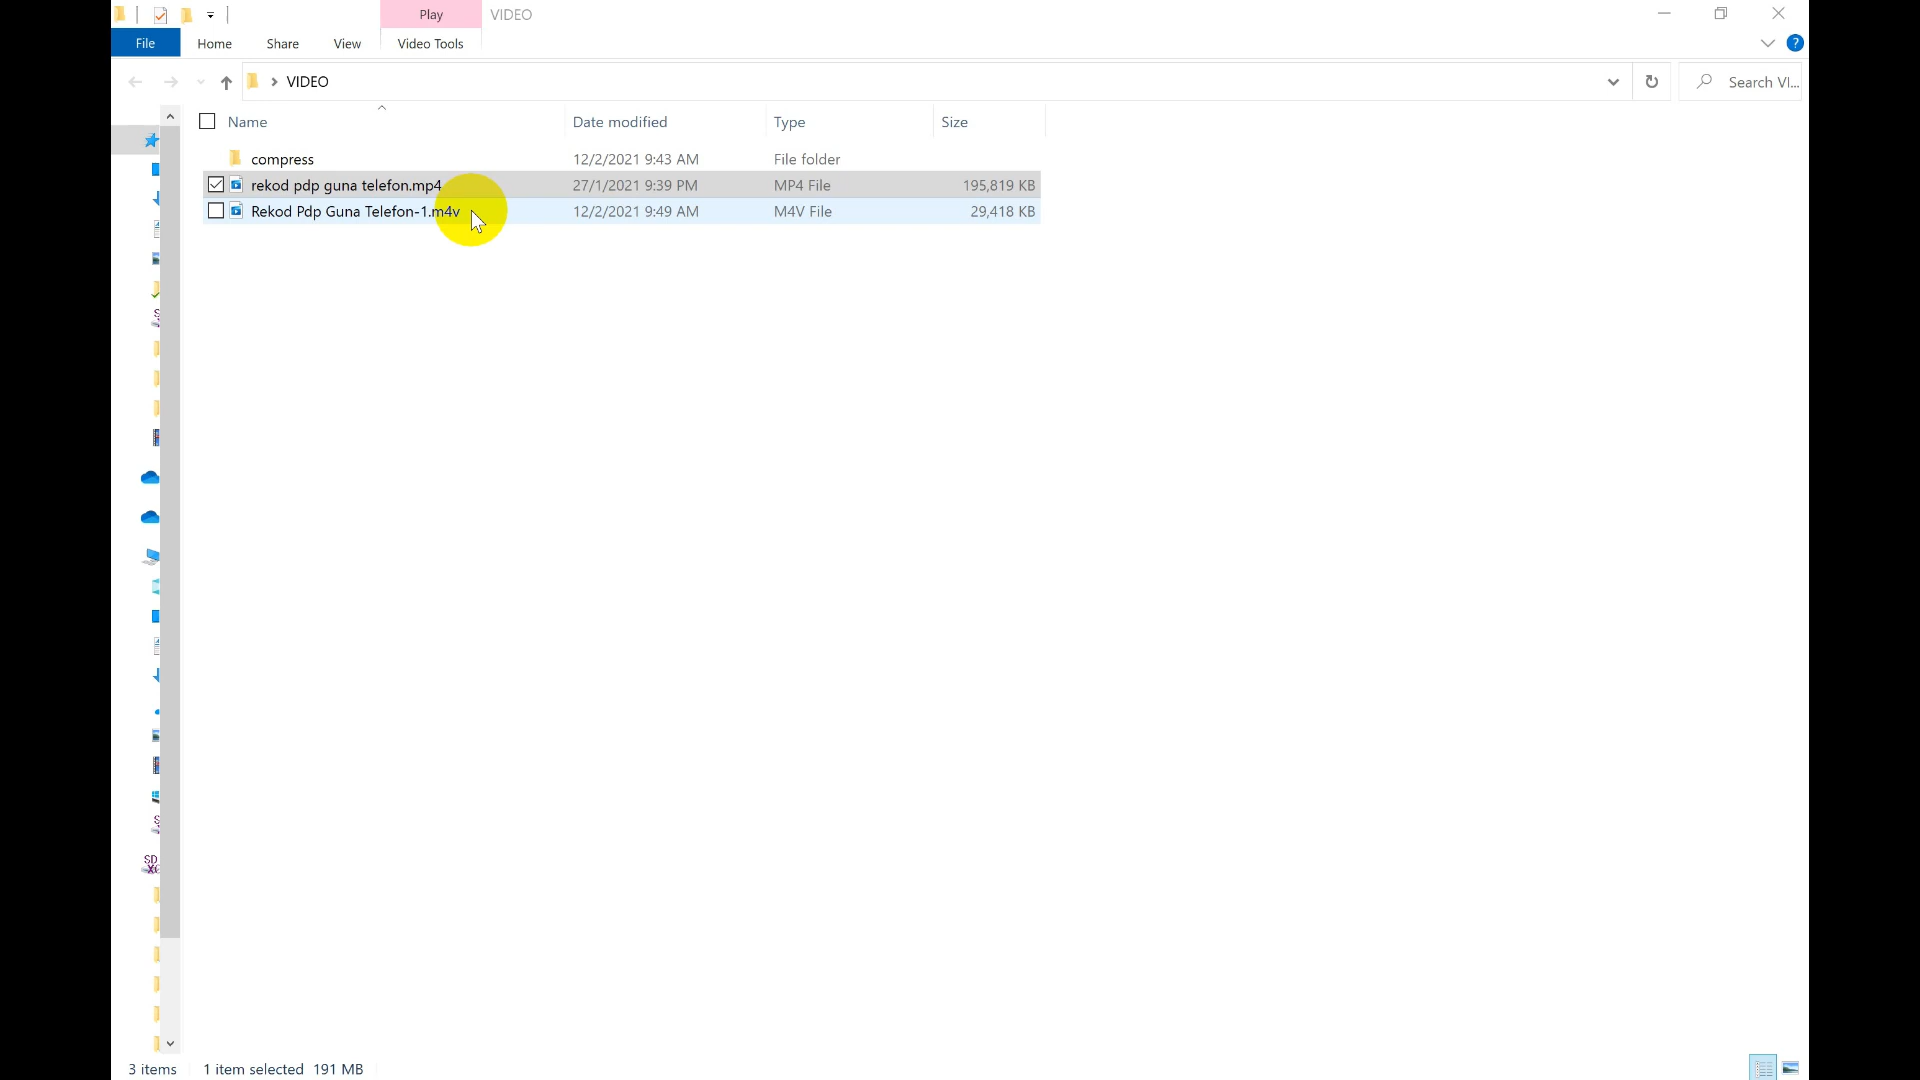 Play VIDEO
File Home Share View Video Tools
VIDEO Search VI...
Name Date modified Type Size
compress 12/2/2021 9:43 AM File folder
rekod pdp guna telefon.mp4 27/1/2021 9:39 PM MP4 File 195,819 KB
Rekod Pdp Guna Telefon-1.m4v 12/2/2021 9:49 AM M4V File 29,418 KB
SD
3 items 1 item selected 191 MB